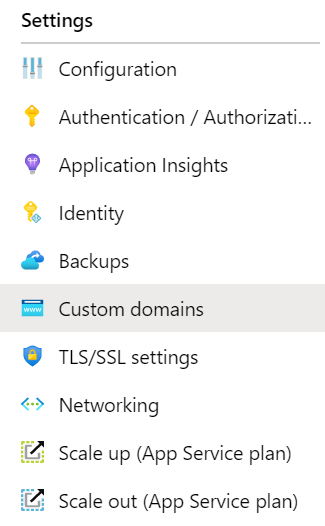 Settings
Configuration
Authentication / Authorizati...
Application Insights
Identity
Backups
www
Custom domains
TLS/SSL settings
Networking
Scale up (App Service plan)
Scale out (App Service plan)